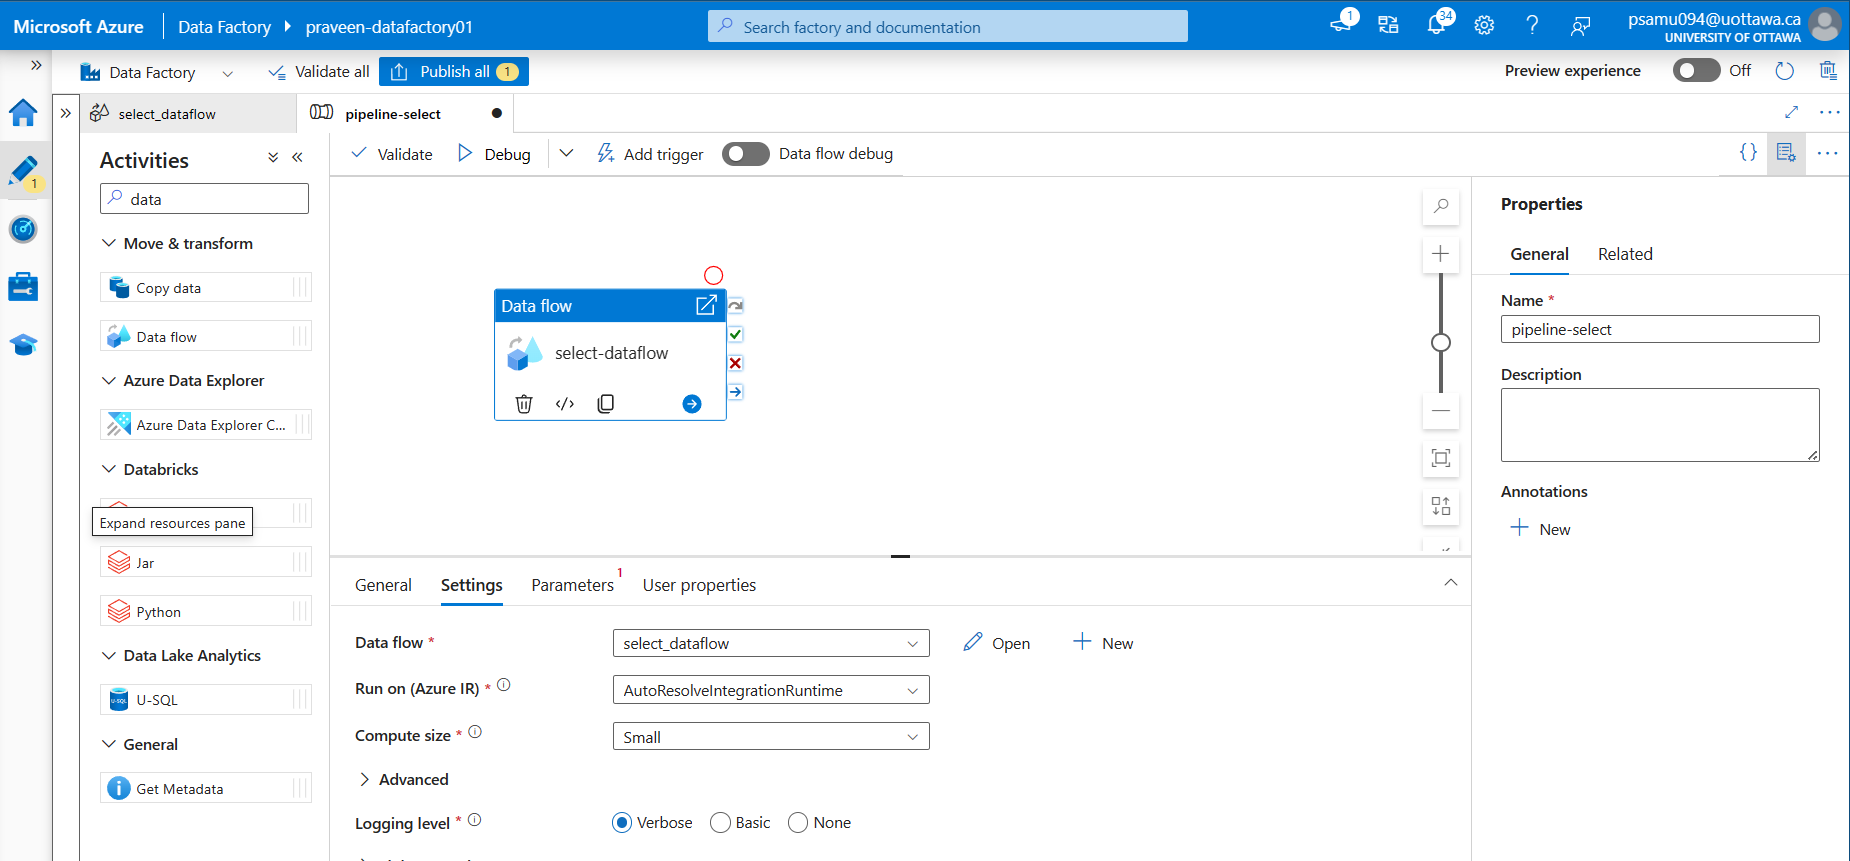 Microsoft Azure
Data Factory
praveen-datafactory01
Search factory and documentation
1
34
psamu094@uottawa.ca
UNIVERSITY OF OTTAWA
Data Factory
Validate all
Publish all
1
Preview experience
Off
select_dataflow
pipeline-select
1
Activities
data
Move & transform
Copy data
Data flow
Azure Data Explorer
Azure Data Explorer C...
Databricks
Expand resources pane
Jar
Python
Data Lake Analytics
U-SQL
U-SQL
General
Get Metadata
Validate
Debug
Add trigger
Data flow debug
Data flow
select-dataflow
General
Settings
Parameters
1
User properties
Data flow *
select_dataflow
Open
New
Run on (Azure IR) *
AutoResolveIntegrationRuntime
Compute size *
Small
Advanced
Logging level *
Verbose
Basic
None
Properties
General
Related
Name *
pipeline-select
Description
Annotations
New